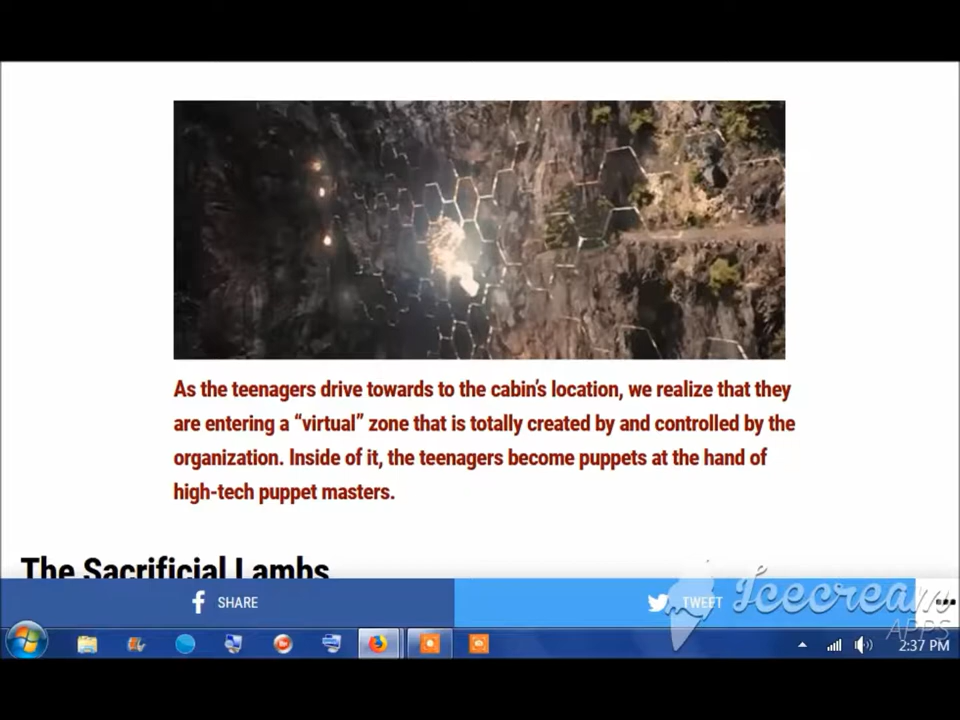 As the teenagers drive towards to the cabin's location, we realize that they
are entering a “virtual” zone that is totally created by and controlled by the
organization. Inside of it, the teenagers become puppets at the hand of
high-tech puppet masters.
The Sacrificial Lambs
SHARE
TWEET
Icecream
APPS
2:37 PM